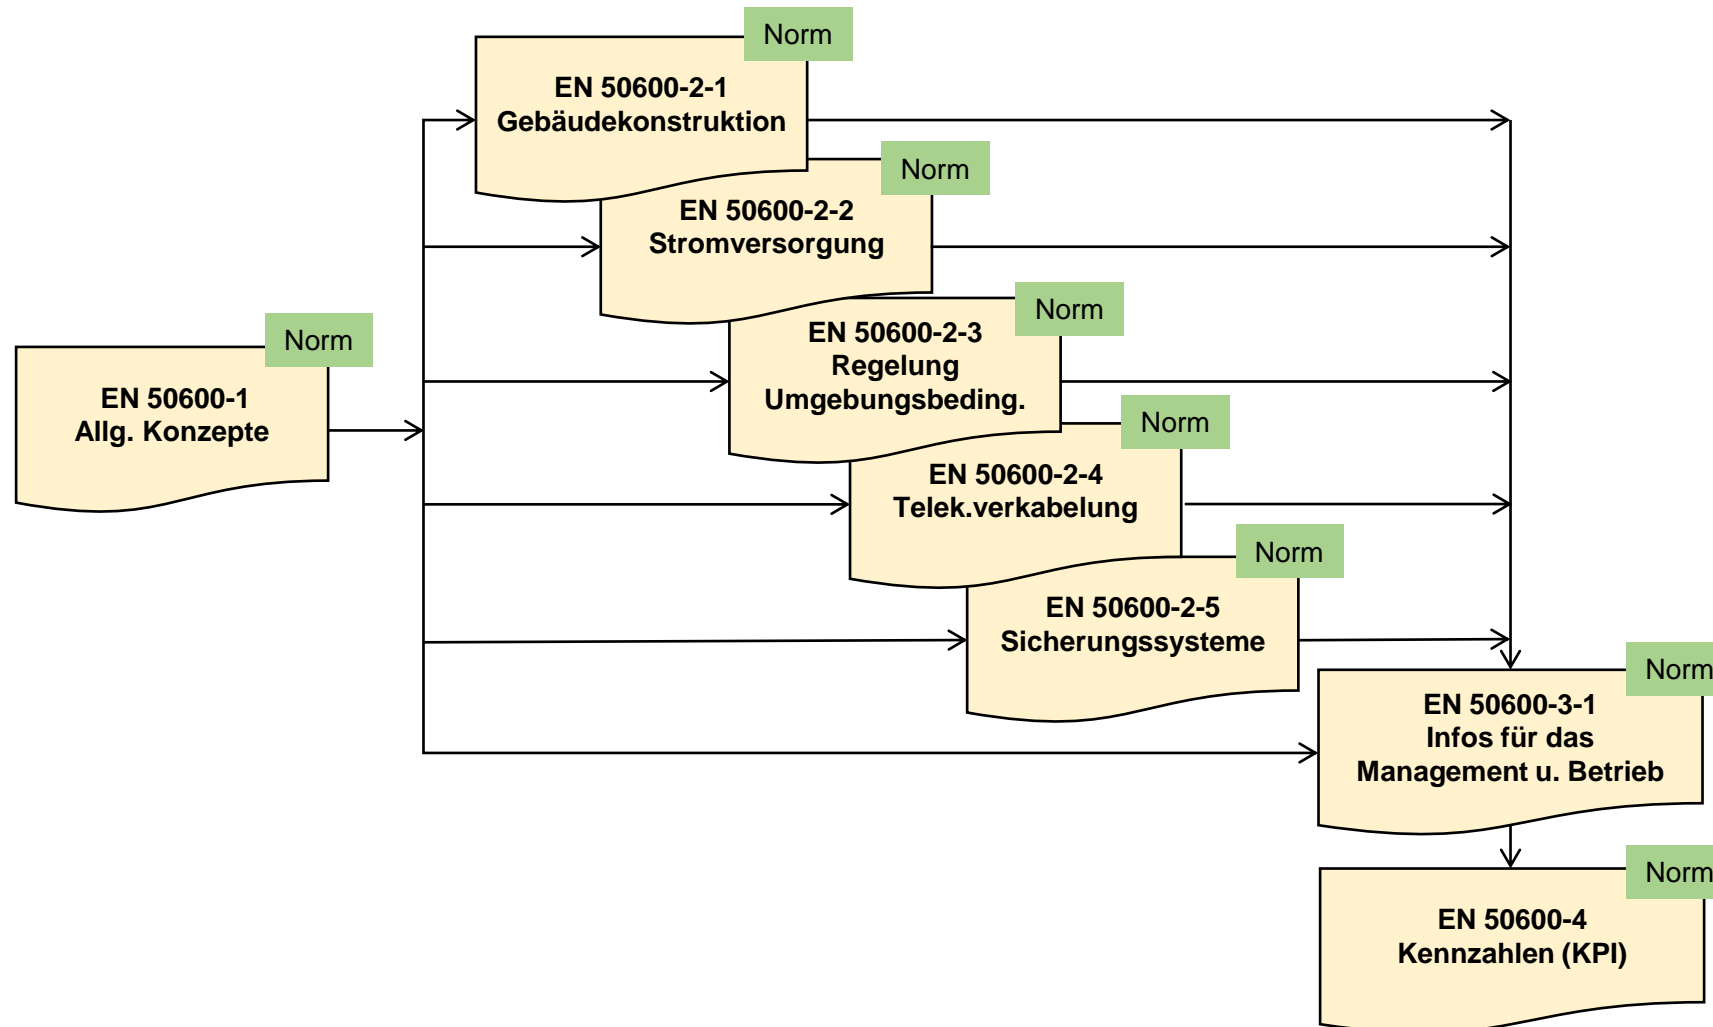 Norm
EN 50600-2-1
Gebäudekonstruktion
Norm
EN 50600-2-2
Stromversorgung
Norm
EN 50600-2-3
Regelung
Umgebungsbeding.
Norm
EN 50600-1
Allg. Konzepte
Norm
EN 50600-2-4
Telek.verkabelung
Norm
EN 50600-2-5
Sicherungssysteme
Norm
EN 50600-3-1
Infos für das
Management u. Betrieb
Norm
EN 50600-4
Kennzahlen (KPI)